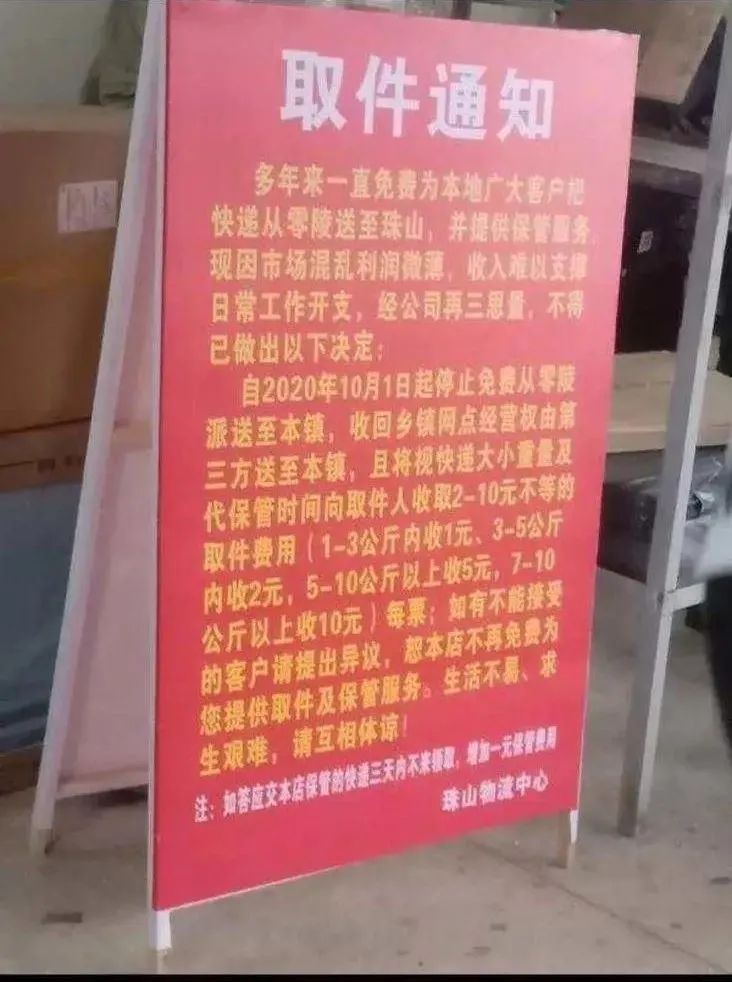 取件通知
多年来一直免费为本地广大客户把
快递从零陵送至珠山，并提供保管服务，
现因市场混乱利润微薄，收入难以支撑
日常工作开支，经公司再三思量，不得
已做出以下决定：
自2020年10月1日起停止免费从零陵
派送至本镇，收回乡镇网点经营权由第
三方送至本镇，且将视快递大小重量及
代保管时间向取件人收取2-10元不等的
取件费用（1-3公斤内收1元、3-5公斤
内收2元，5-10公斤以上收5元，7-10
公斤以上收10元）每票；如有不能接受
的客户请提出异议，恕本店不再免费为
您提供取件及保管服务。生活不易、求
生艰难，请互相体谅！
注：如答应交本店保管的快递三天内不来领取，增加一元保管费用
珠山物流中心